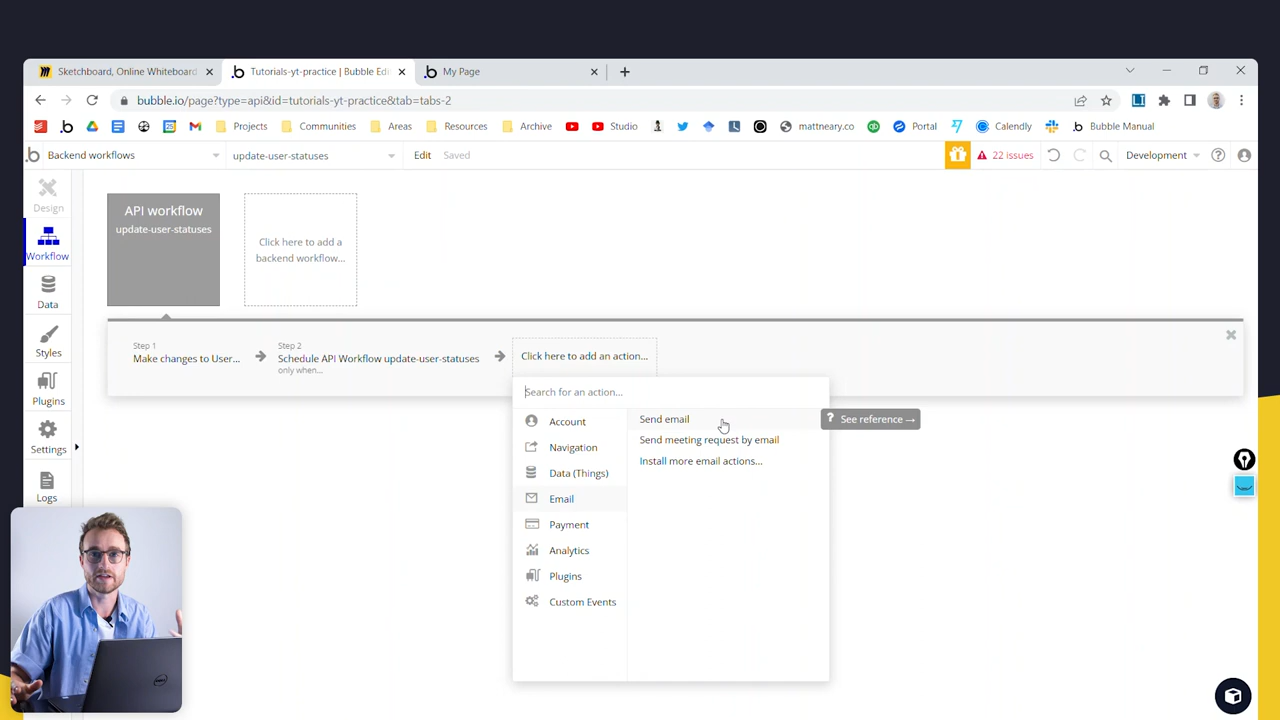 Sketchboard, Online Whiteboard
Tutorials-yt-practice | Bubble Edi
My Page
bubble.io/page?type=api&id=tutorials-yt-practice&tab=tabs-2
Projects
Communities
Areas
Resources
Archive
Studio
mattneary.co
Portal
Calendly
Bubble Manual
Backend workflows
update-user-statuses
Edit
Saved
22 issues
Development
Design
Workflow
Data
Styles
Plugins
Settings
Logs
API workflow
update-user-statuses
Click here to add a
backend workflow...
Step 1
Make changes to User...
Step 2
Schedule API Workflow update-user-statuses
only when...
Click here to add an action...
Search for an action...
Account
Navigation
Data (Things)
Email
Payment
Analytics
Plugins
Custom Events
Send email
Send meeting request by email
Install more email actions...
? See reference →